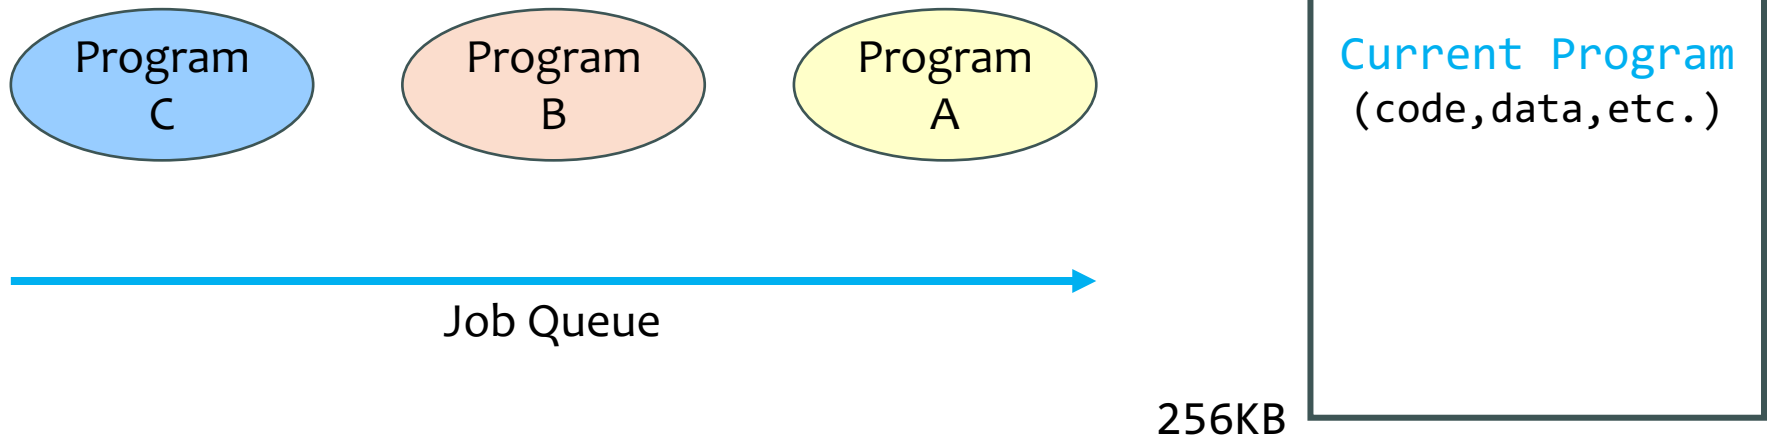 Program
C
Program
B
Program
A
Current Program
(code,data,etc.)
Job Queue
256KB